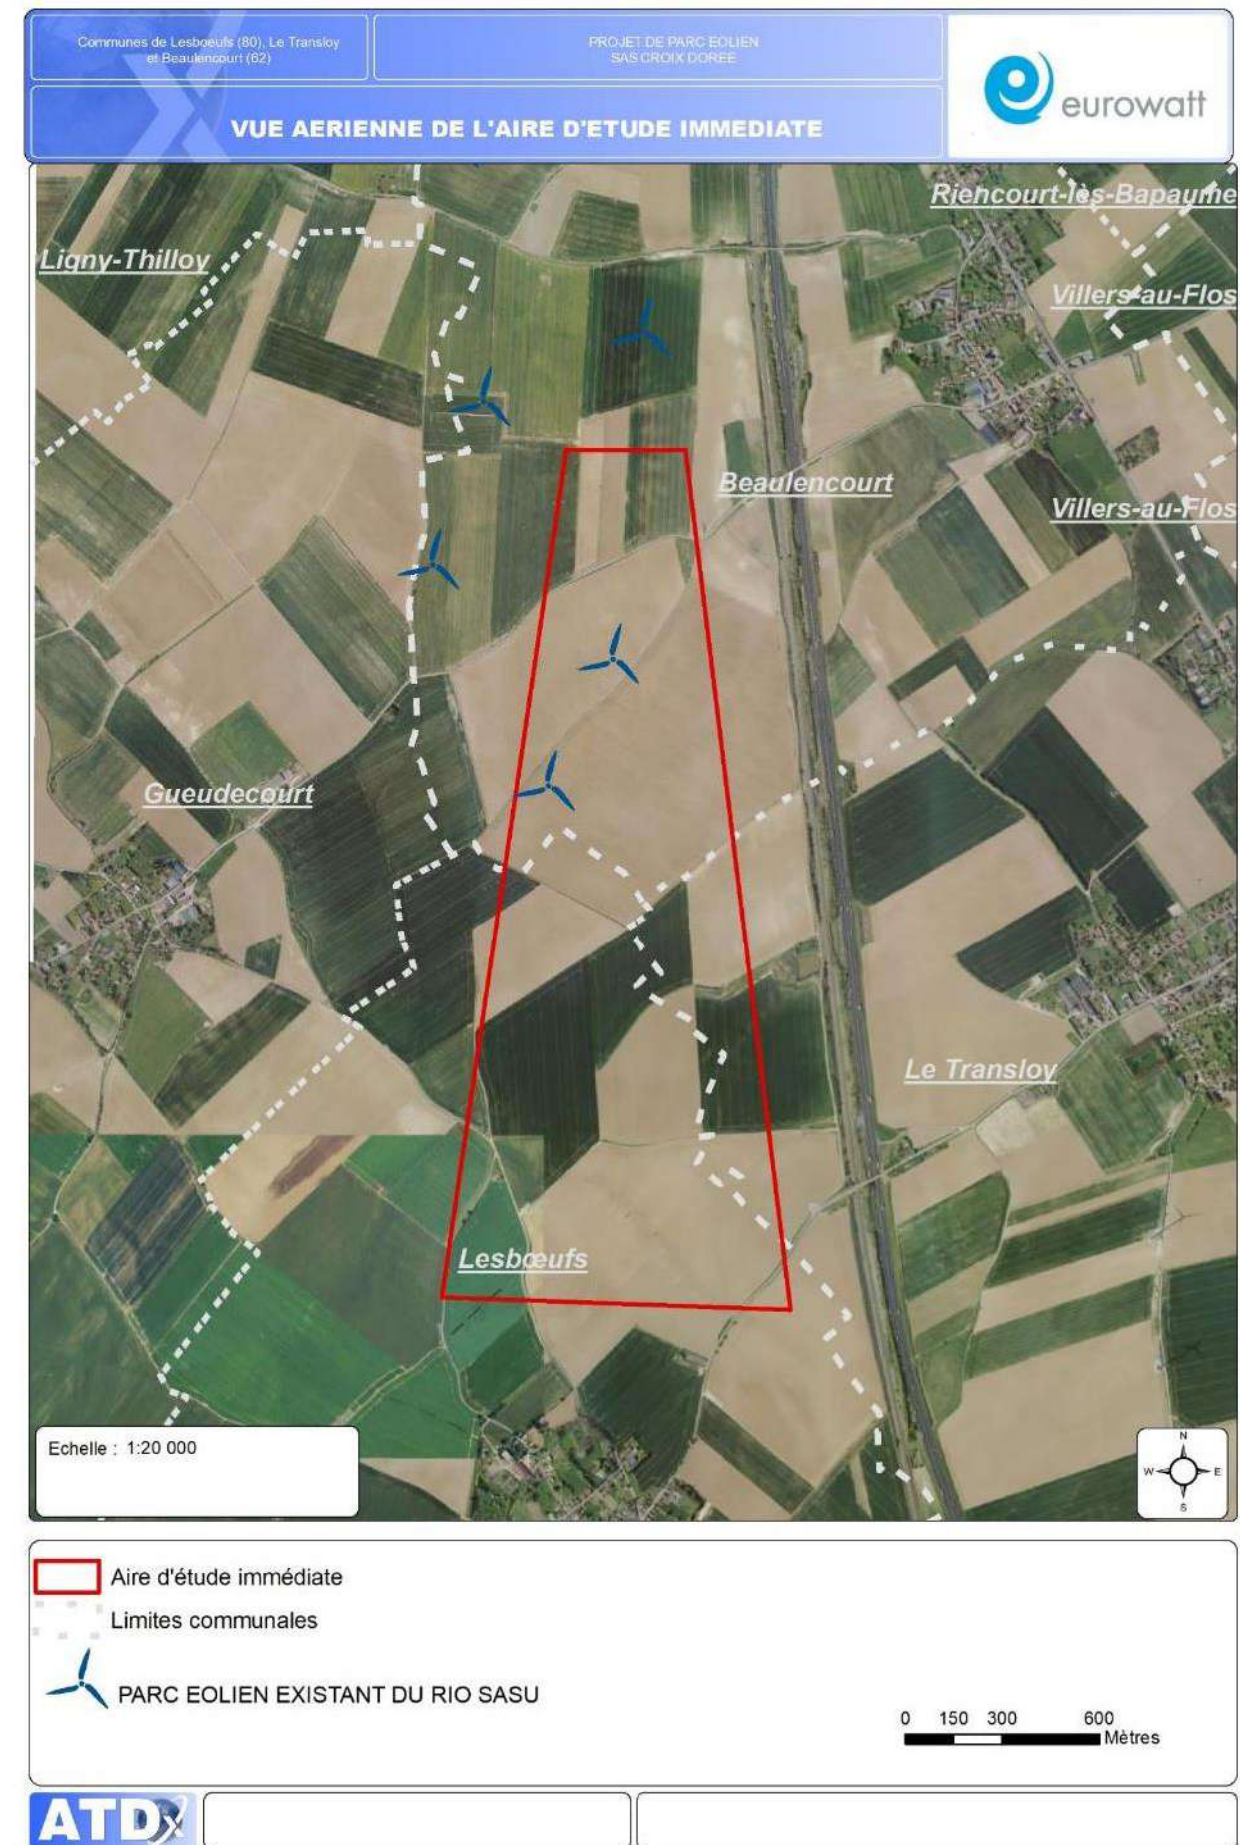 Communes de Lesboeufs (80), Le Transloy
et Beaulencourt (62)
PROJET DE PARC EOLIEN
SAS CROIX DOREE
VUE AERIENNE DE L'AIRE D'ETUDE IMMEDIATE
eurowatt
Riencourt-lès-Bapaume
Ligny-Thilloy
Villers-au-Flos
Beaulencourt
Villers-au-Flos
Gueudecourt
Le Transloy
Lesbœufs
Echelle : 1:20 000
N
W E
S
Aire d'étude immédiate
Limites communales
PARC EOLIEN EXISTANT DU RIO SASU
0 150 300 600
Mètres
ATDx